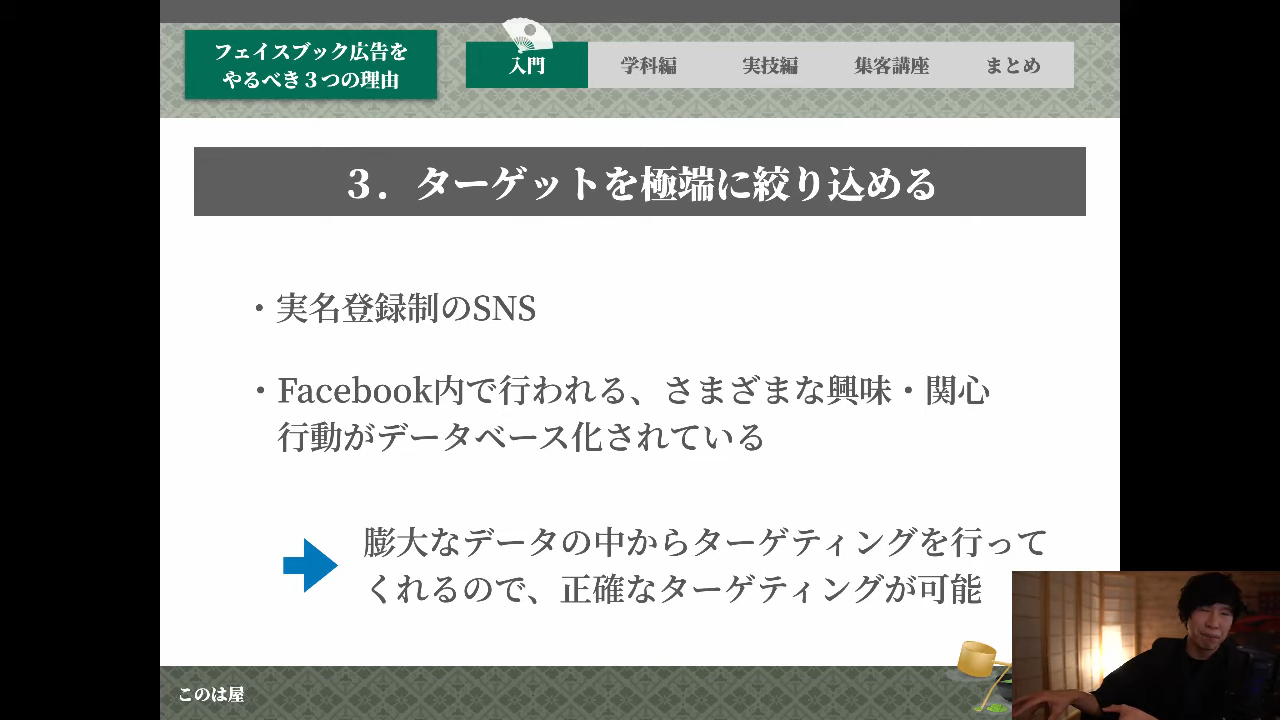 フェイスブック広告を
やるべき３つの理由
入門
学科編
実技編
集客講座
まとめ
３．ターゲットを極端に絞り込める
・実名登録制のSNS
・Facebook内で行われる、さまざまな興味・関心
行動がデータベース化されている
膨大なデータの中からターゲティングを行って
くれるので、正確なターゲティングが可能
このは屋